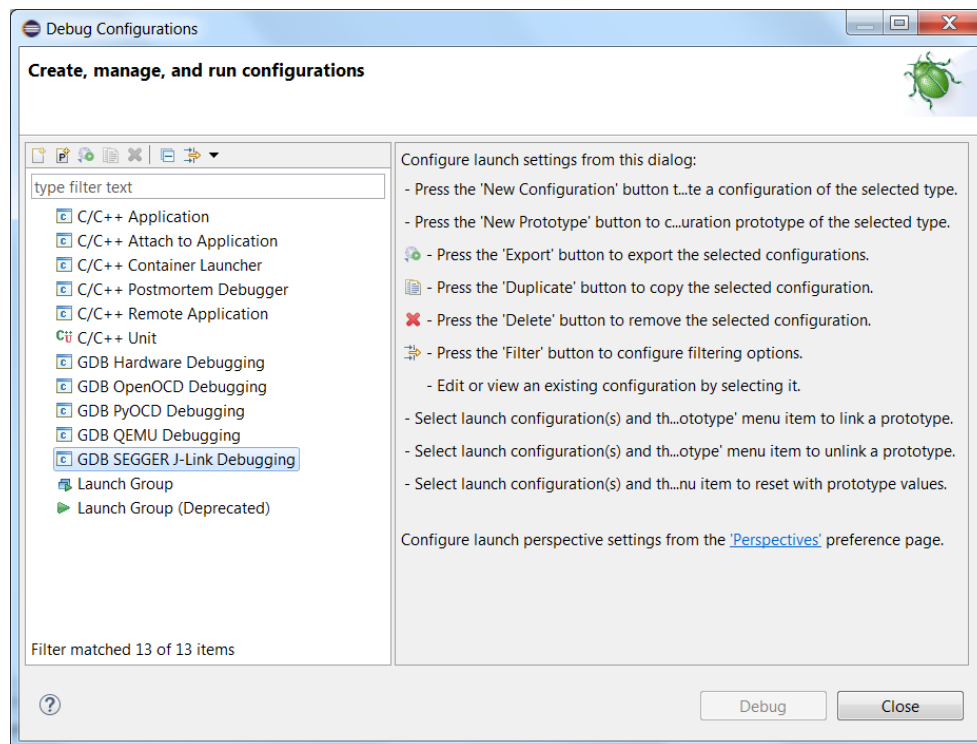 Debug Configurations
Create, manage, and run configurations
type filter text
C/C++ Application
C/C++ Attach to Application
C/C++ Container Launcher
C/C++ Postmortem Debugger
C/C++ Remote Application
C/C++ Unit
GDB Hardware Debugging
GDB OpenOCD Debugging
GDB PyOCD Debugging
GDB QEMU Debugging
GDB SEGGER J-Link Debugging
Launch Group
Launch Group (Deprecated)
Filter matched 13 of 13 items
Configure launch settings from this dialog:
- Press the 'New Configuration' button t...te a configuration of the selected type.
- Press the 'New Prototype' button to c...uration prototype of the selected type.
- Press the 'Export' button to export the selected configurations.
- Press the 'Duplicate' button to copy the selected configuration.
- Press the 'Delete' button to remove the selected configuration.
- Press the 'Filter' button to configure filtering options.
- Edit or view an existing configuration by selecting it.
- Select launch configuration(s) and th...ototype' menu item to link a prototype.
- Select launch configuration(s) and th...otype' menu item to unlink a prototype.
- Select launch configuration(s) and th...nu item to reset with prototype values.
Configure launch perspective settings from the 'Perspectives' preference page.
Debug
Close